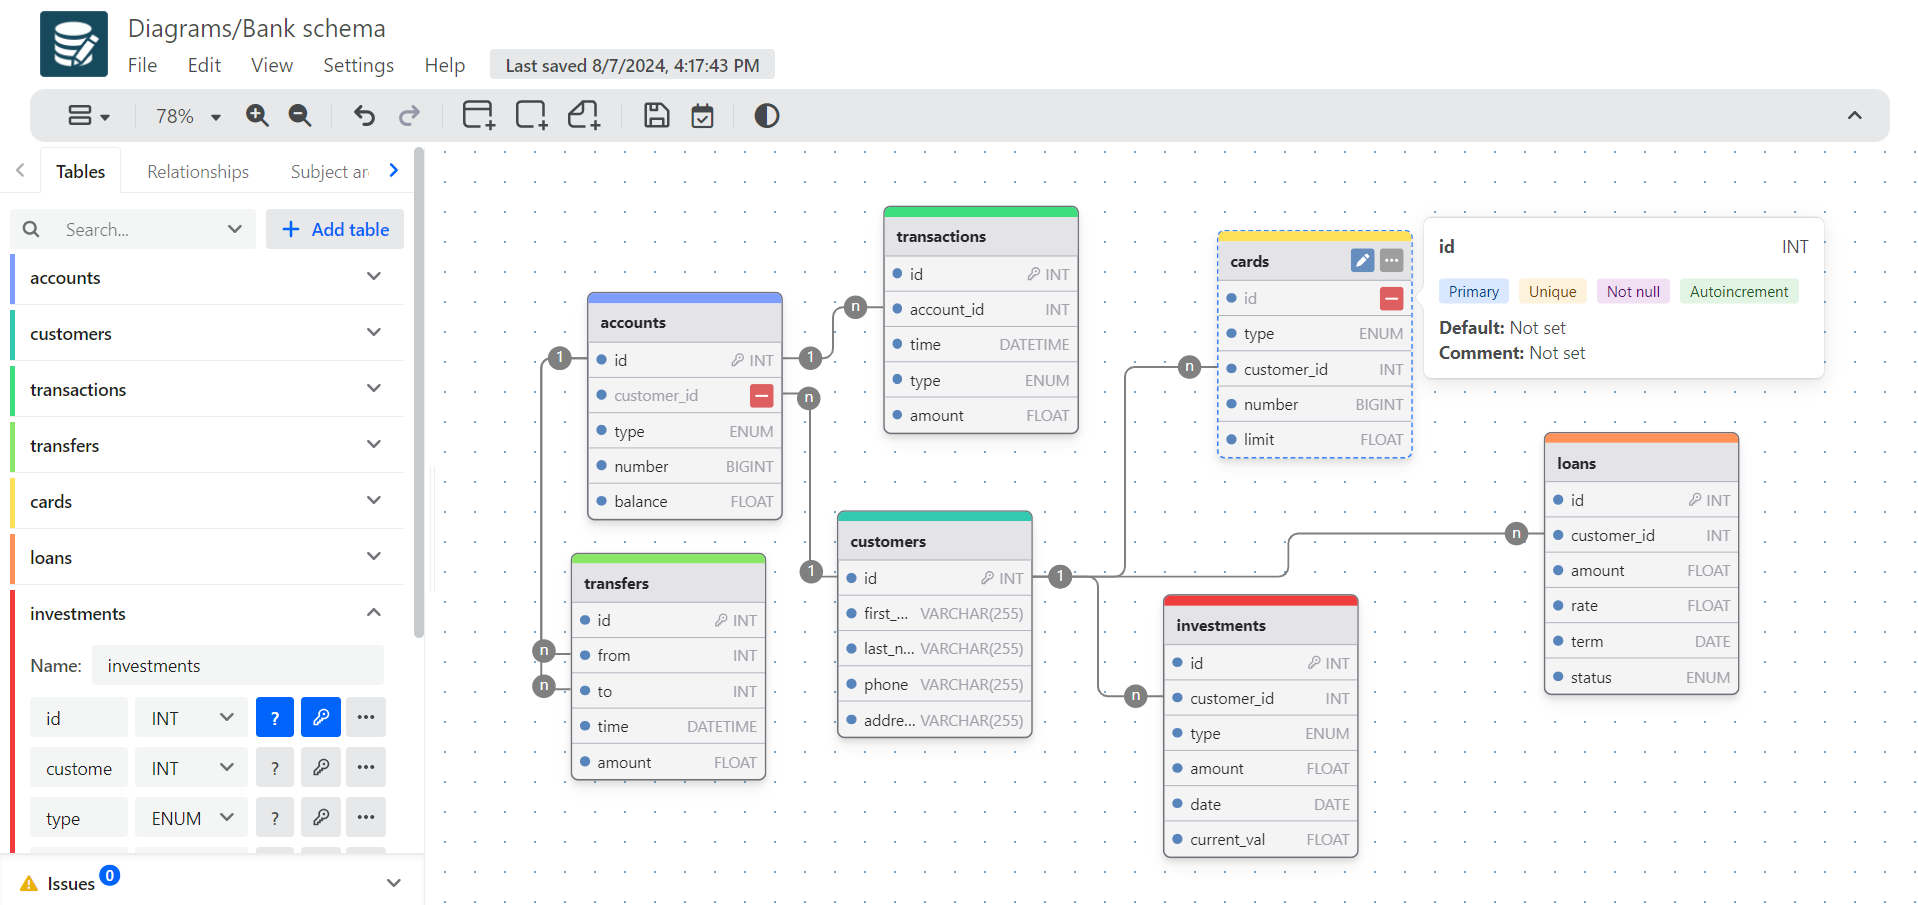 Diagrams/Bank schema
File Edit View Settings Help Last saved 8/7/2024, 4:17:43 PM
78%
Tables Relationships Subject ar
Search... + Add table
accounts
customers
transactions
transfers
cards
loans
investments
Name: investments
id INT ?
custome INT ?
type ENUM ?
Issues 0
accounts
id INT
customer_id
type ENUM
number BIGINT
balance FLOAT
transfers
id INT
from INT
to INT
time DATETIME
amount FLOAT
transactions
id INT
account_id INT
time DATETIME
type ENUM
amount FLOAT
customers
id INT
first_... VARCHAR(255)
last_n... VARCHAR(255)
phone VARCHAR(255)
addre... VARCHAR(255)
cards
id
type ENUM
customer_id INT
number BIGINT
limit FLOAT
id INT
Primary Unique Not null Autoincrement
Default: Not set
Comment: Not set
investments
id INT
customer_id INT
type ENUM
amount FLOAT
date DATE
current_val FLOAT
loans
id INT
customer_id INT
amount FLOAT
rate FLOAT
term DATE
status ENUM
1
n
1
n
1
n
n
n
1
n
n